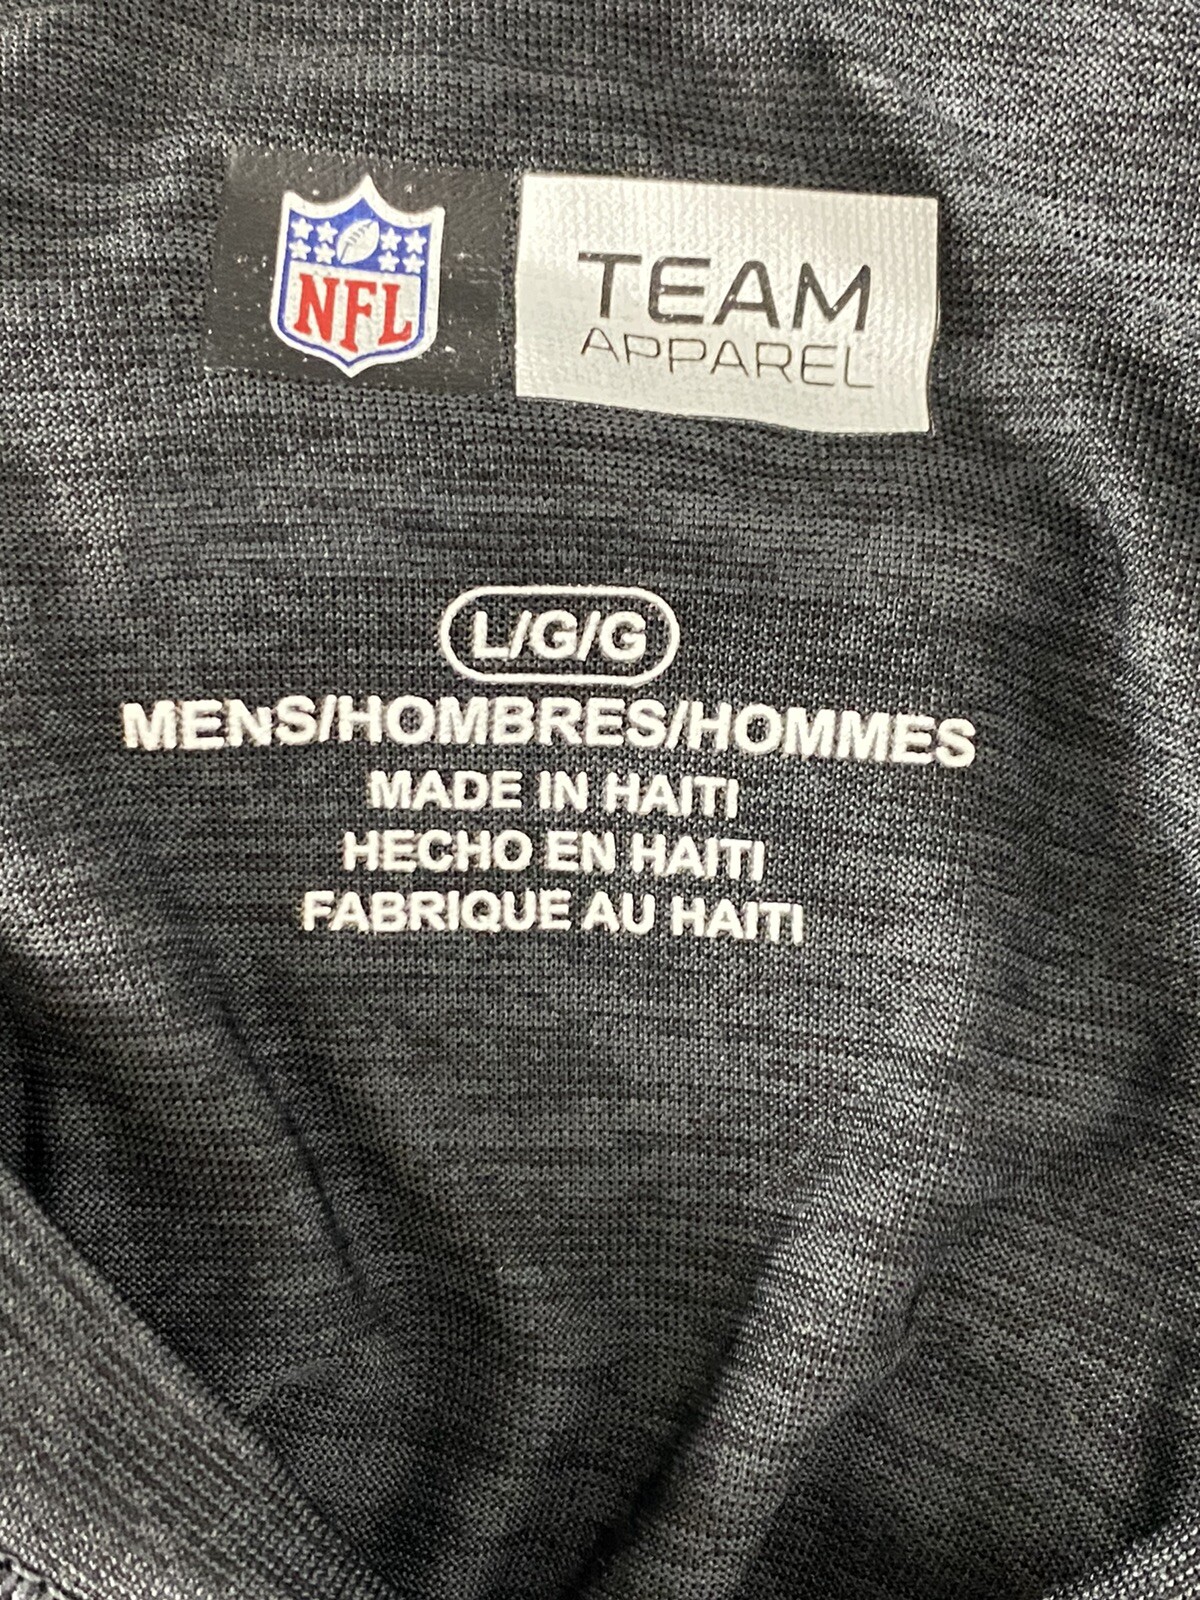 NFL
TEAM
APPAREL
L/G/G
MENS/HOMBRES/HOMMES
MADE IN HAITI
HECHO EN HAITI
FABRIQUE AU HAITI